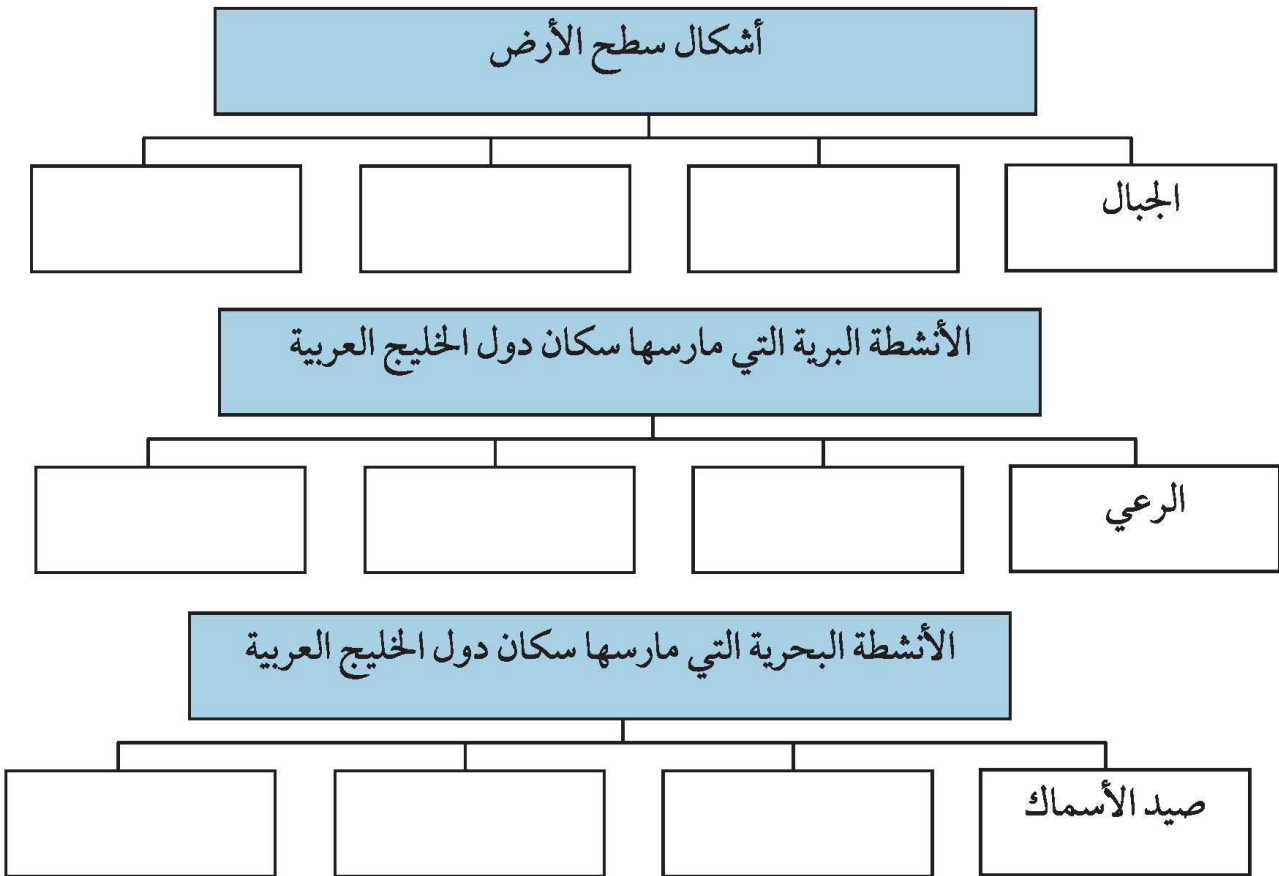 أشكال سطح الأرض
الجبال
الأنشطة البرية التي مارسها سكان دول الخليج العربية
الرعي
الأنشطة البحرية التي مارسها سكان دول الخليج العربية
صيد الأسماك